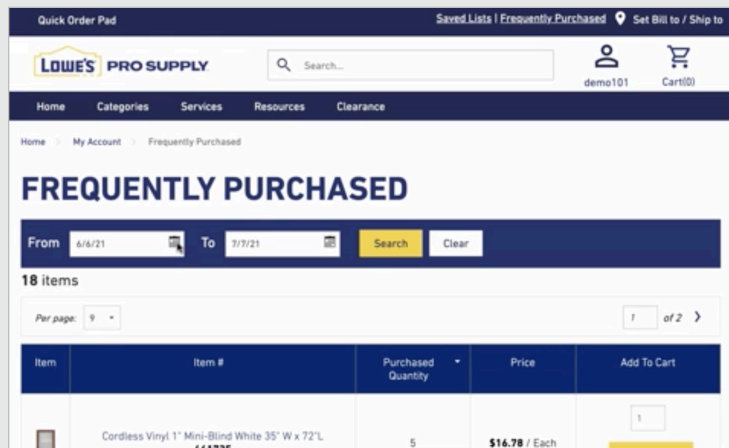 Quick Order Pad Saved Lists | Frequently Purchased Set Bill to / Ship to
LOWE'S PRO SUPPLY Search...
demo101 Cart(0)
Home Categories Services Resources Clearance
Home > My Account > Frequently Purchased
FREQUENTLY PURCHASED
From 6/6/21 To 7/7/21 Search Clear
18 items
Per page: 9 1 of 2 >
Item Item # Purchased Quantity Price Add To Cart
1
Cordless Vinyl 1" Mini-Blind White 35" W x 72"L
5 $16.78 / Each